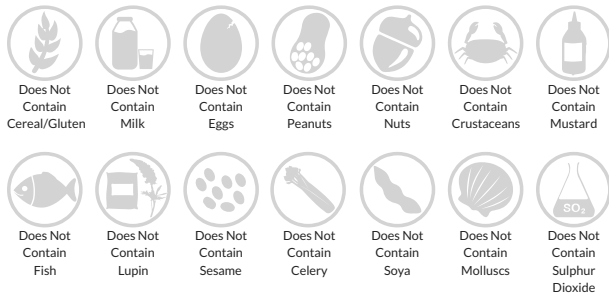 Does Not
Contain
Cereal/Gluten
Does Not
Contain
Milk
Does Not
Contain
Eggs
Does Not
Contain
Peanuts
Does Not
Contain
Nuts
Does Not
Contain
Crustaceans
Does Not
Contain
Mustard
SO₂
Does Not
Contain
Fish
Does Not
Contain
Lupin
Does Not
Contain
Sesame
Does Not
Contain
Celery
Does Not
Contain
Soya
Does Not
Contain
Molluscs
Does Not
Contain
Sulphur
Dioxide